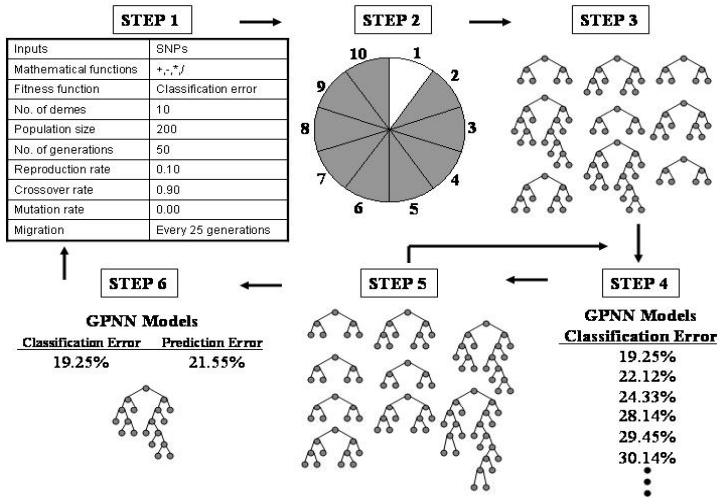 STEP 1
Inputs SNPs
Mathematical functions +,-,*,/
Fitness function Classification error
No. of demes 10
Population size 200
No. of generations 50
Reproduction rate 0.10
Crossover rate 0.90
Mutation rate 0.00
Migration Every 25 generations
STEP 2
1
2
3
4
5
6
7
8
9
10
STEP 3
STEP 4
GPNN Models
Classification Error
19.25%
22.12%
24.33%
28.14%
29.45%
30.14%
STEP 5
STEP 6
GPNN Models
Classification Error Prediction Error
19.25% 21.55%